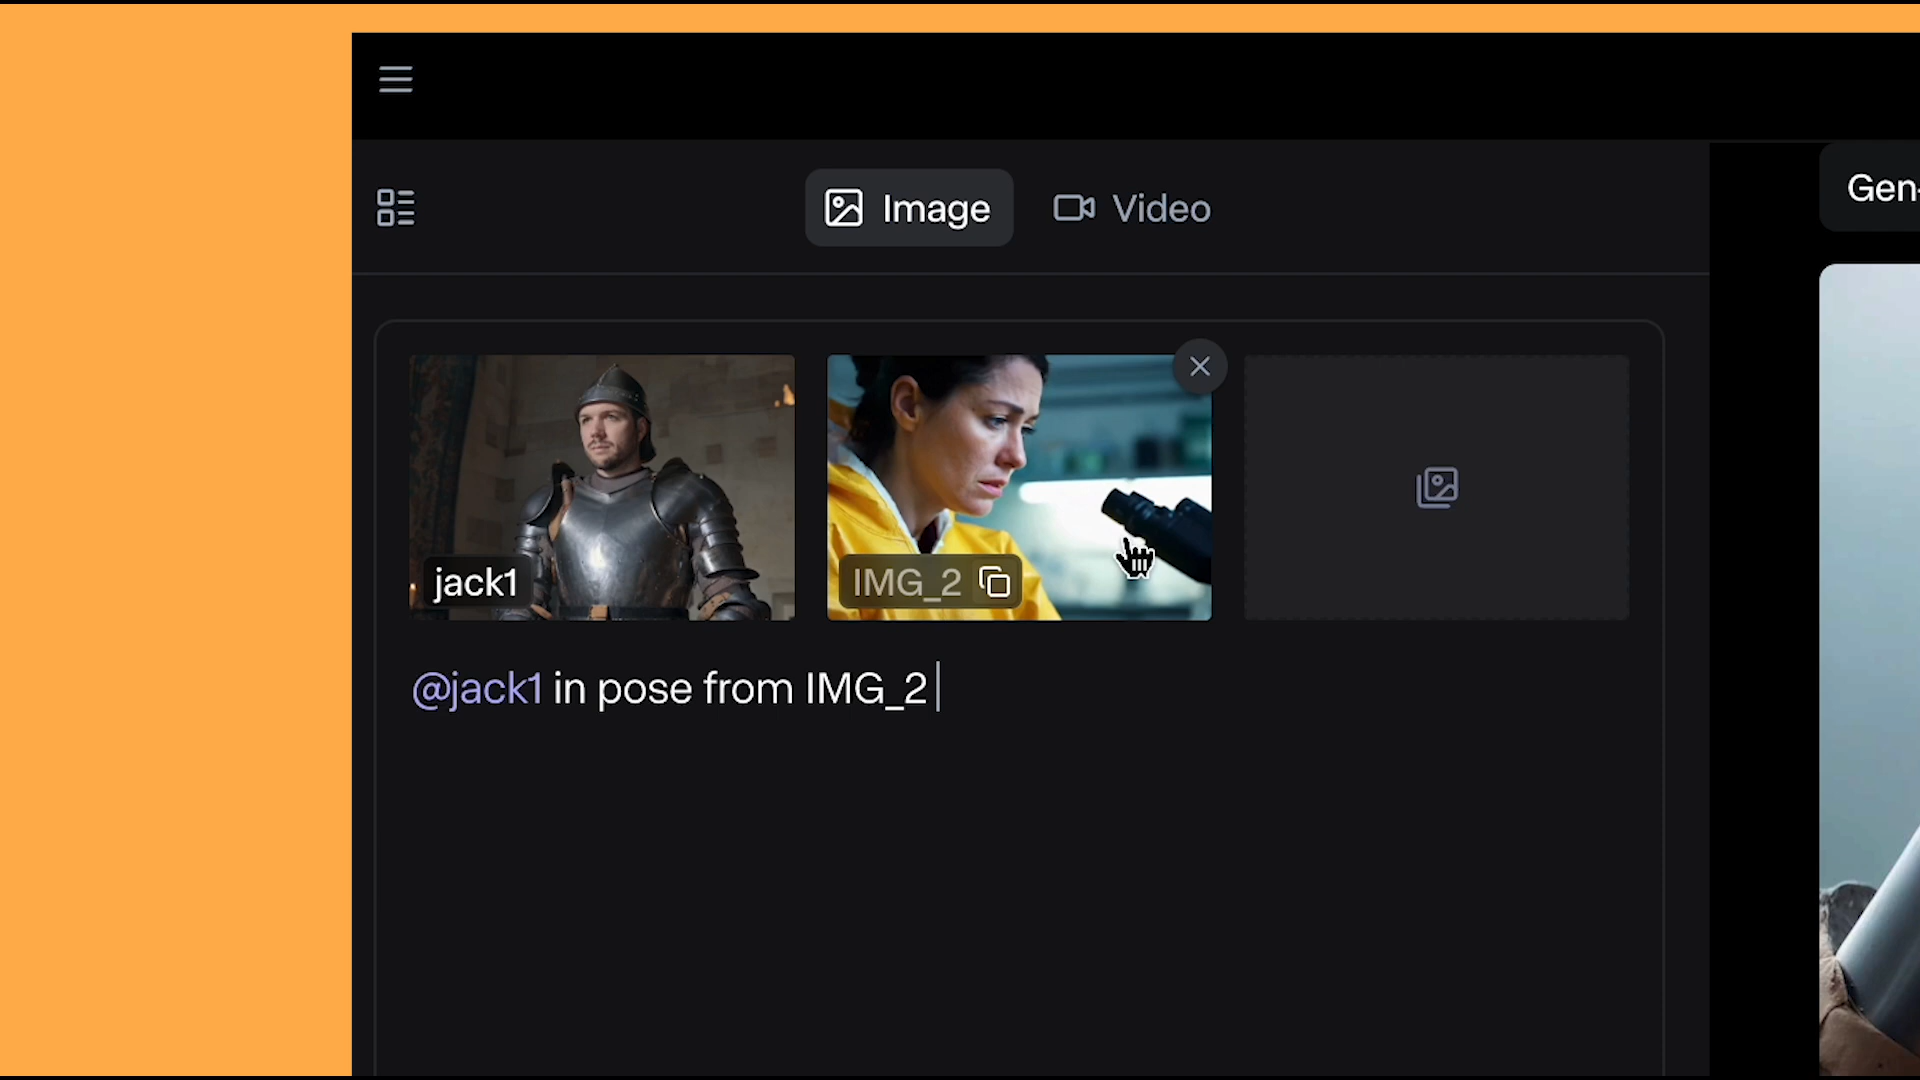 Image
Video
Gen-
jack1
IMG_2
@jack1 in pose from IMG_2